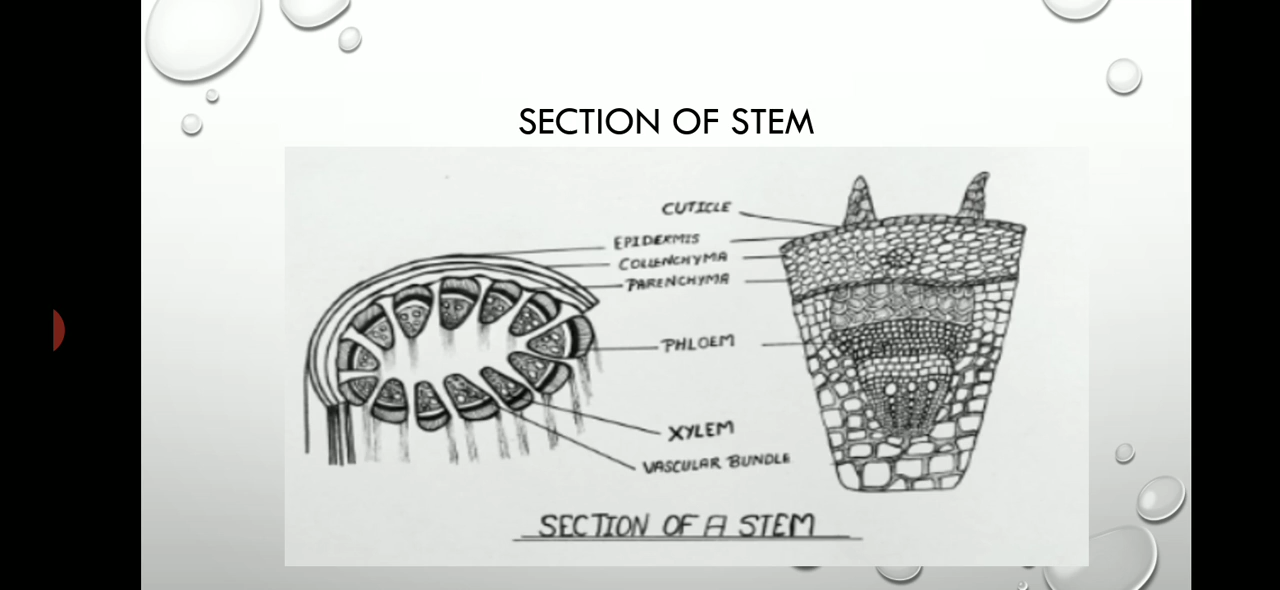 SECTION OF STEM
CUTICLE
EPIDERMIS
COLLENCHYMA
PARENCHYMA
PHLOEM
XYLEM
VASCULAR BUNDLE
SECTION OF A STEM